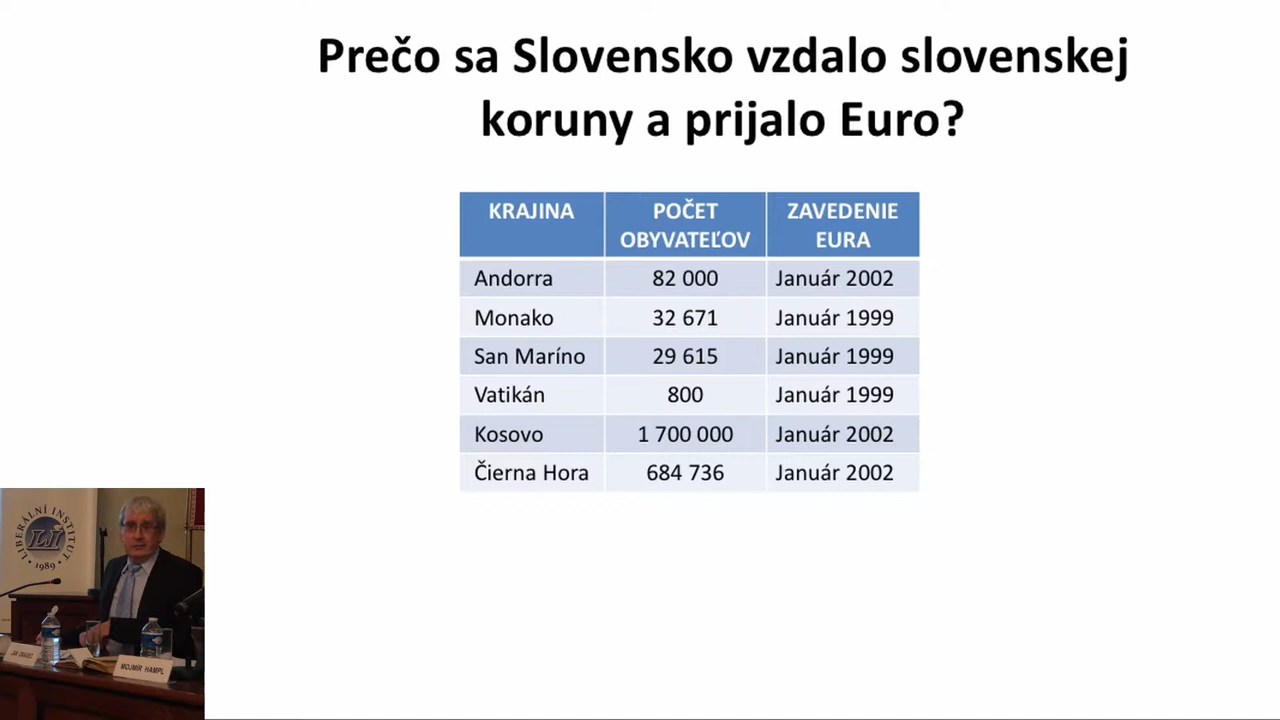 Prečo sa Slovensko vzdalo slovenskej
koruny a prijalo Euro?
KRAJINA
POČET
OBYVATEĽOV
ZAVEDENIE
EURA
Andorra 82 000 Január 2002
Monako 32 671 Január 1999
San Maríno 29 615 Január 1999
Vatikán 800 Január 1999
Kosovo 1 700 000 Január 2002
Čierna Hora 684 736 Január 2002
LIBERÁLNÍ INSTITUT
LI
1989
JAN
MOJMÍR HAMPL